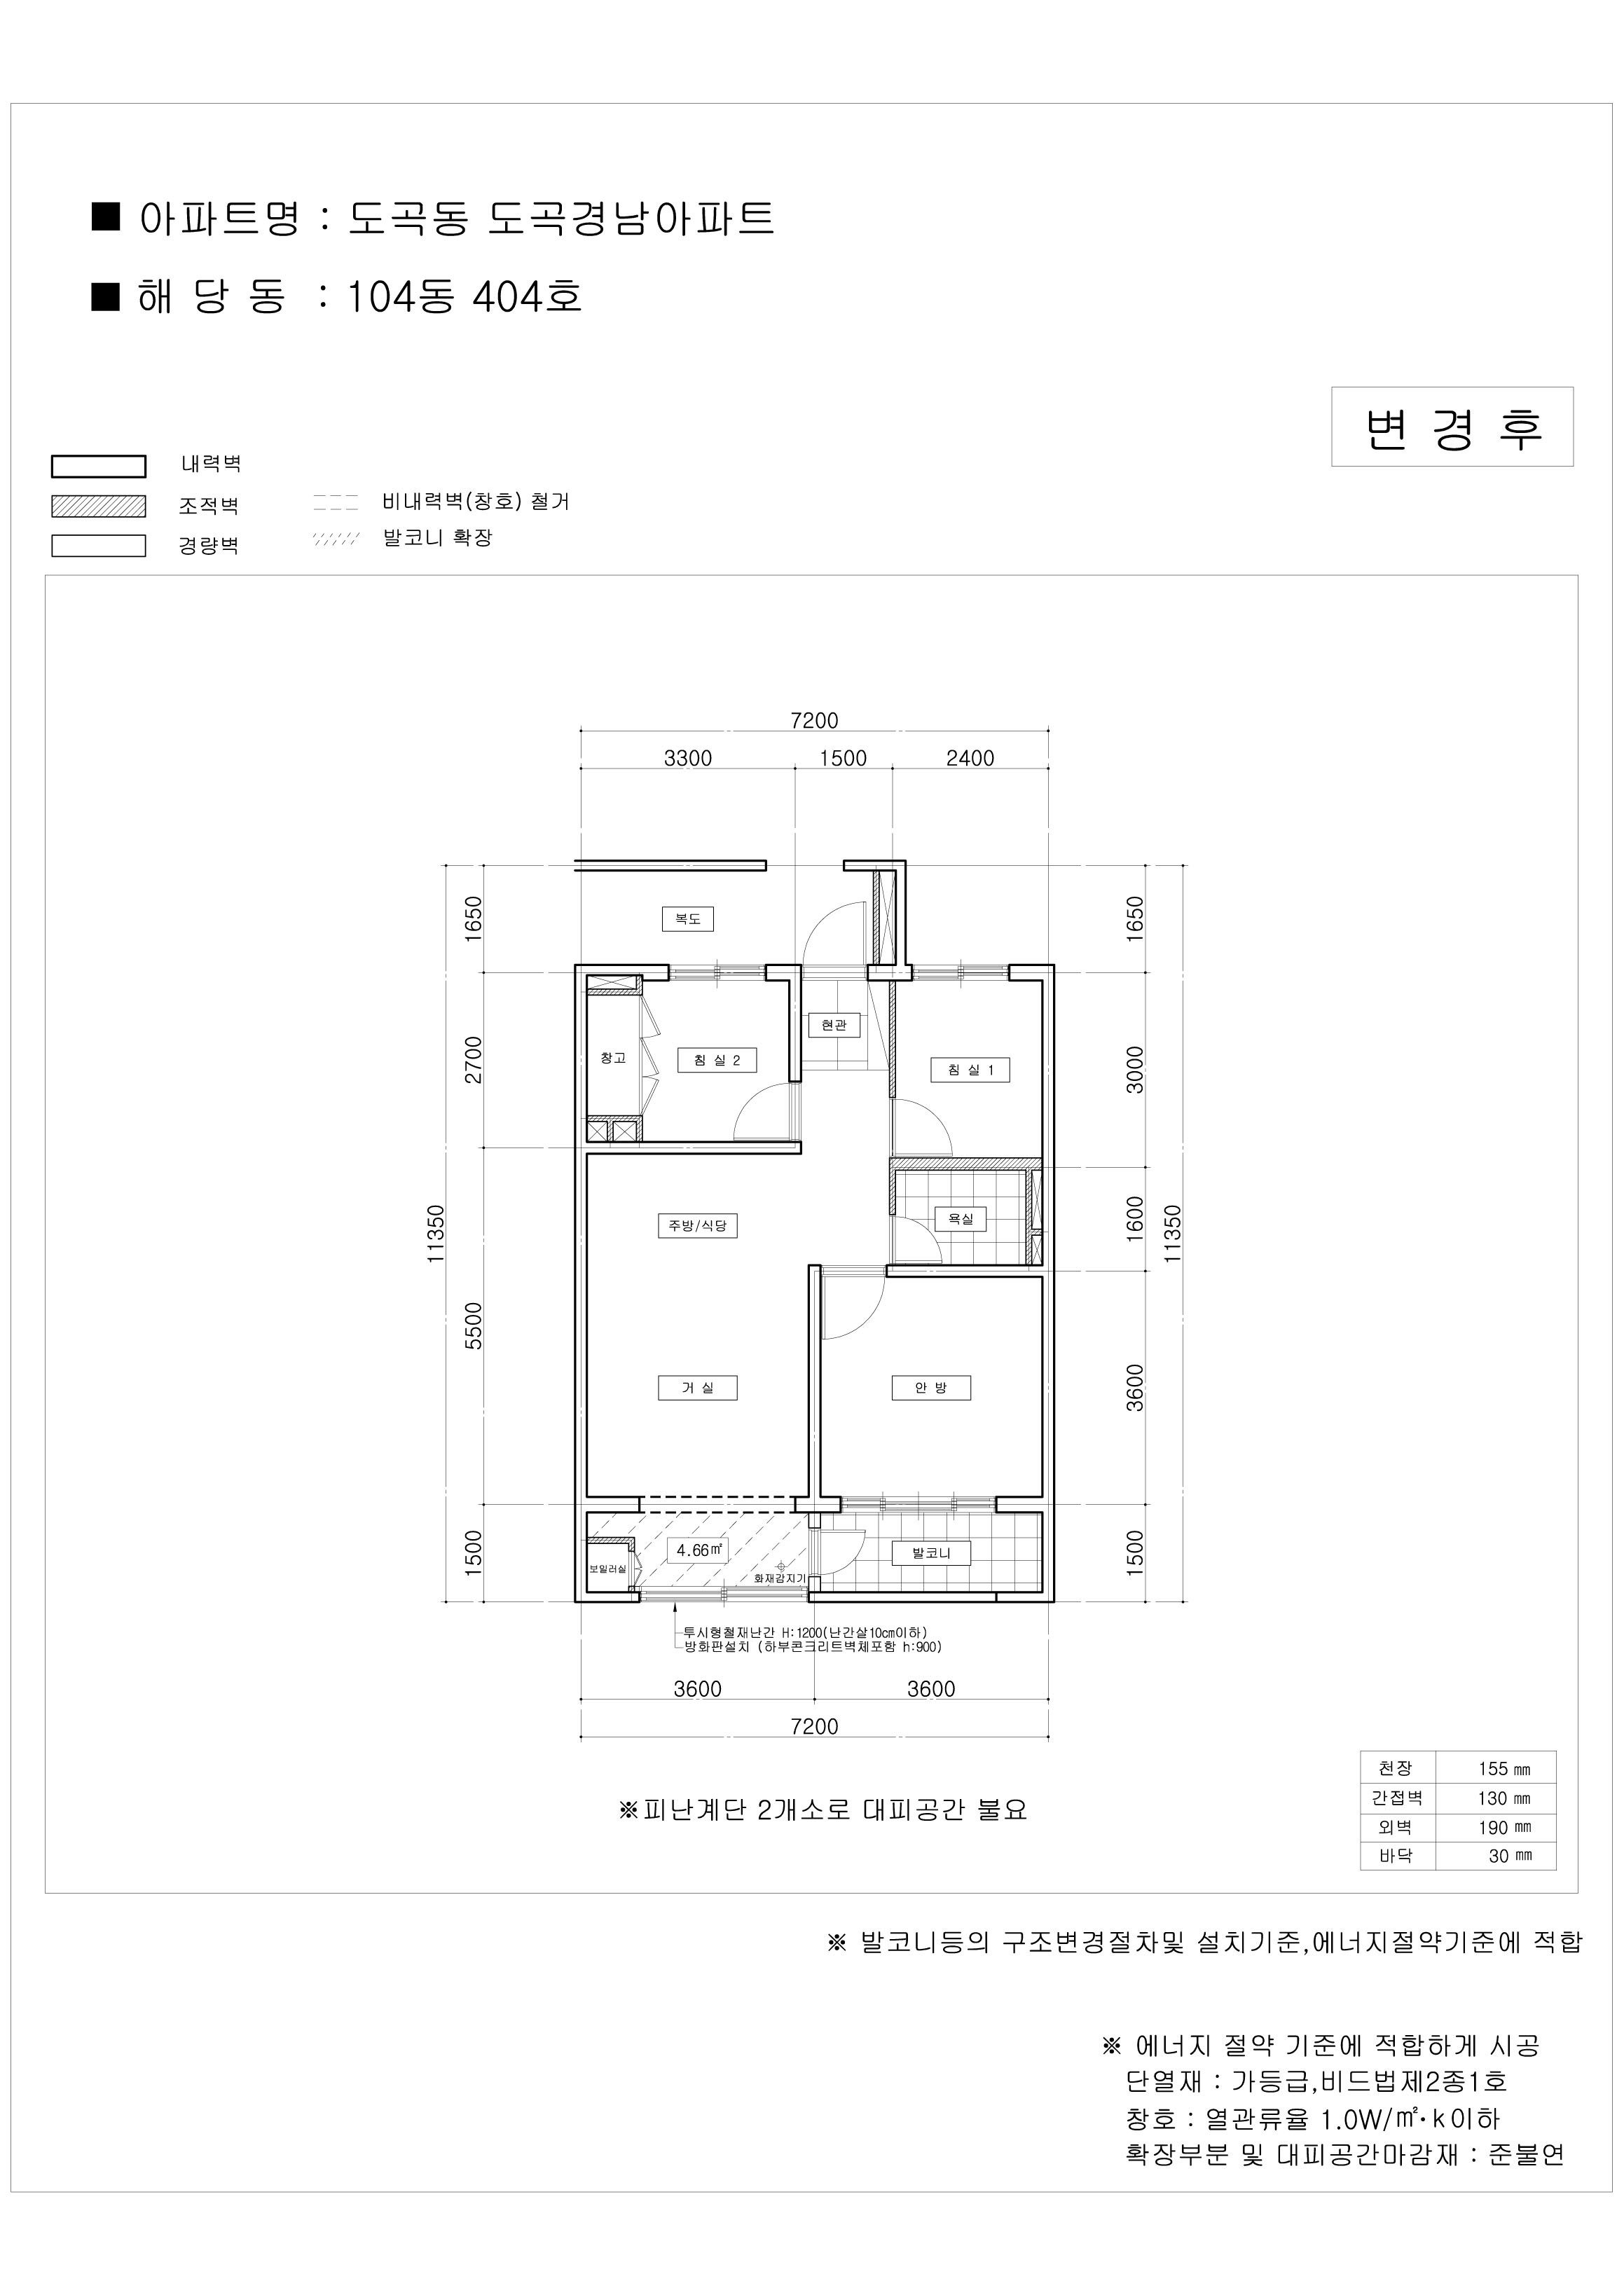 ■ 아파트명 : 도곡동 도곡경남아파트
■ 해 당 동 : 104동 404호
변 경 후
내력벽
조적벽
경량벽
비내력벽(창호) 철거
발코니 확장
7200
3300 1500 2400
1650
2700
5500
1500
11350
1650
3000
1600
3600
1500
11350
복도
현관
창고
침 실 2
침 실 1
주방/식당
욕실
거 실
안 방
4.66㎡
발코니
보일러실
화재감지기
투시형철재난간 H:1200(난간살10cm이하)
방화판설치 (하부콘크리트벽체포함 h:900)
3600 3600
7200
※피난계단 2개소로 대피공간 불요
천장 155 ㎜
간접벽 130 ㎜
외벽 190 ㎜
바닥 30 ㎜
※ 발코니등의 구조변경절차및 설치기준,에너지절약기준에 적합
※ 에너지 절약 기준에 적합하게 시공
단열재 : 가등급,비드법제2종1호
창호 : 열관류율 1.0W/㎡·k이하
확장부분 및 대피공간마감재 : 준불연